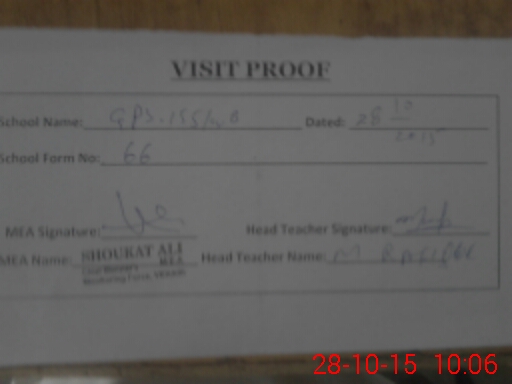 VISIT PROOF
School Name: GPS.155/G.B Dated: 28 10 2015
School Form No: 66
MEA Signature: Head Teacher Signature:
MEA Name: SHOUKAT ALI MEA Head Teacher Name: M
28-10-15 10:06